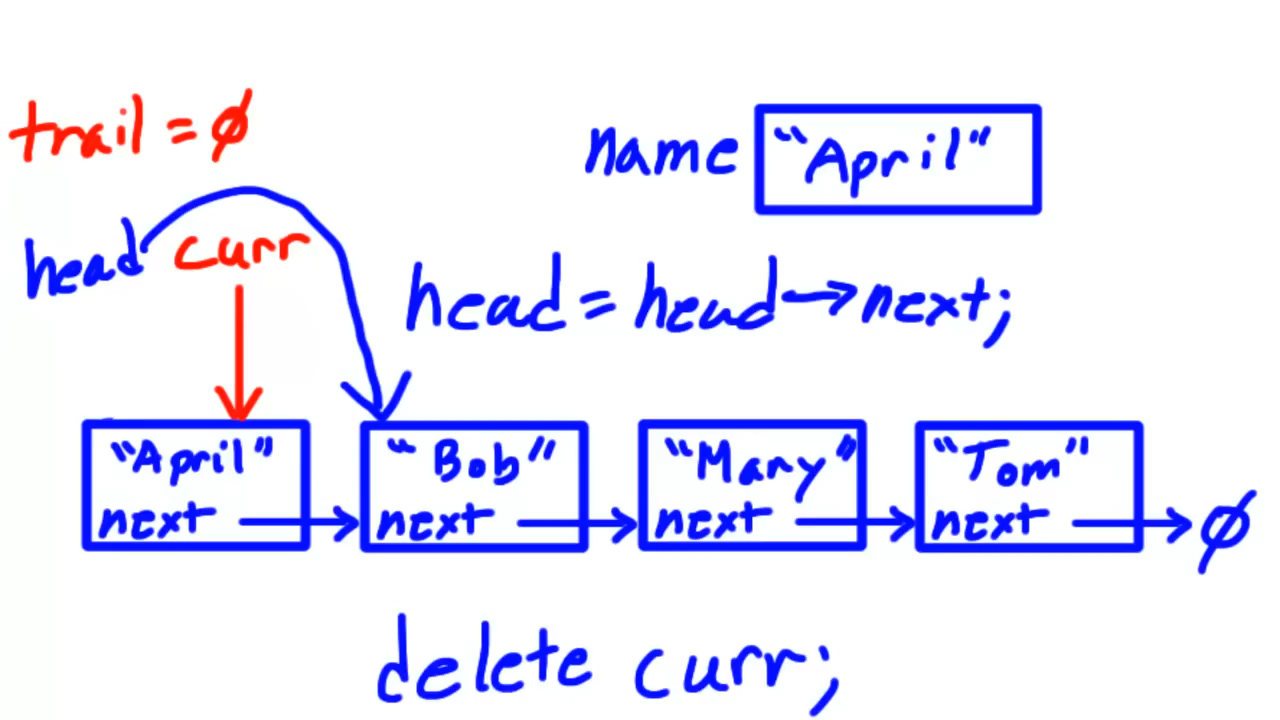 trail = ∅
name "April"
head curr
head = head→next;
"April" "Bob" "Mary" "Tom"
next next next next ∅
delete curr;